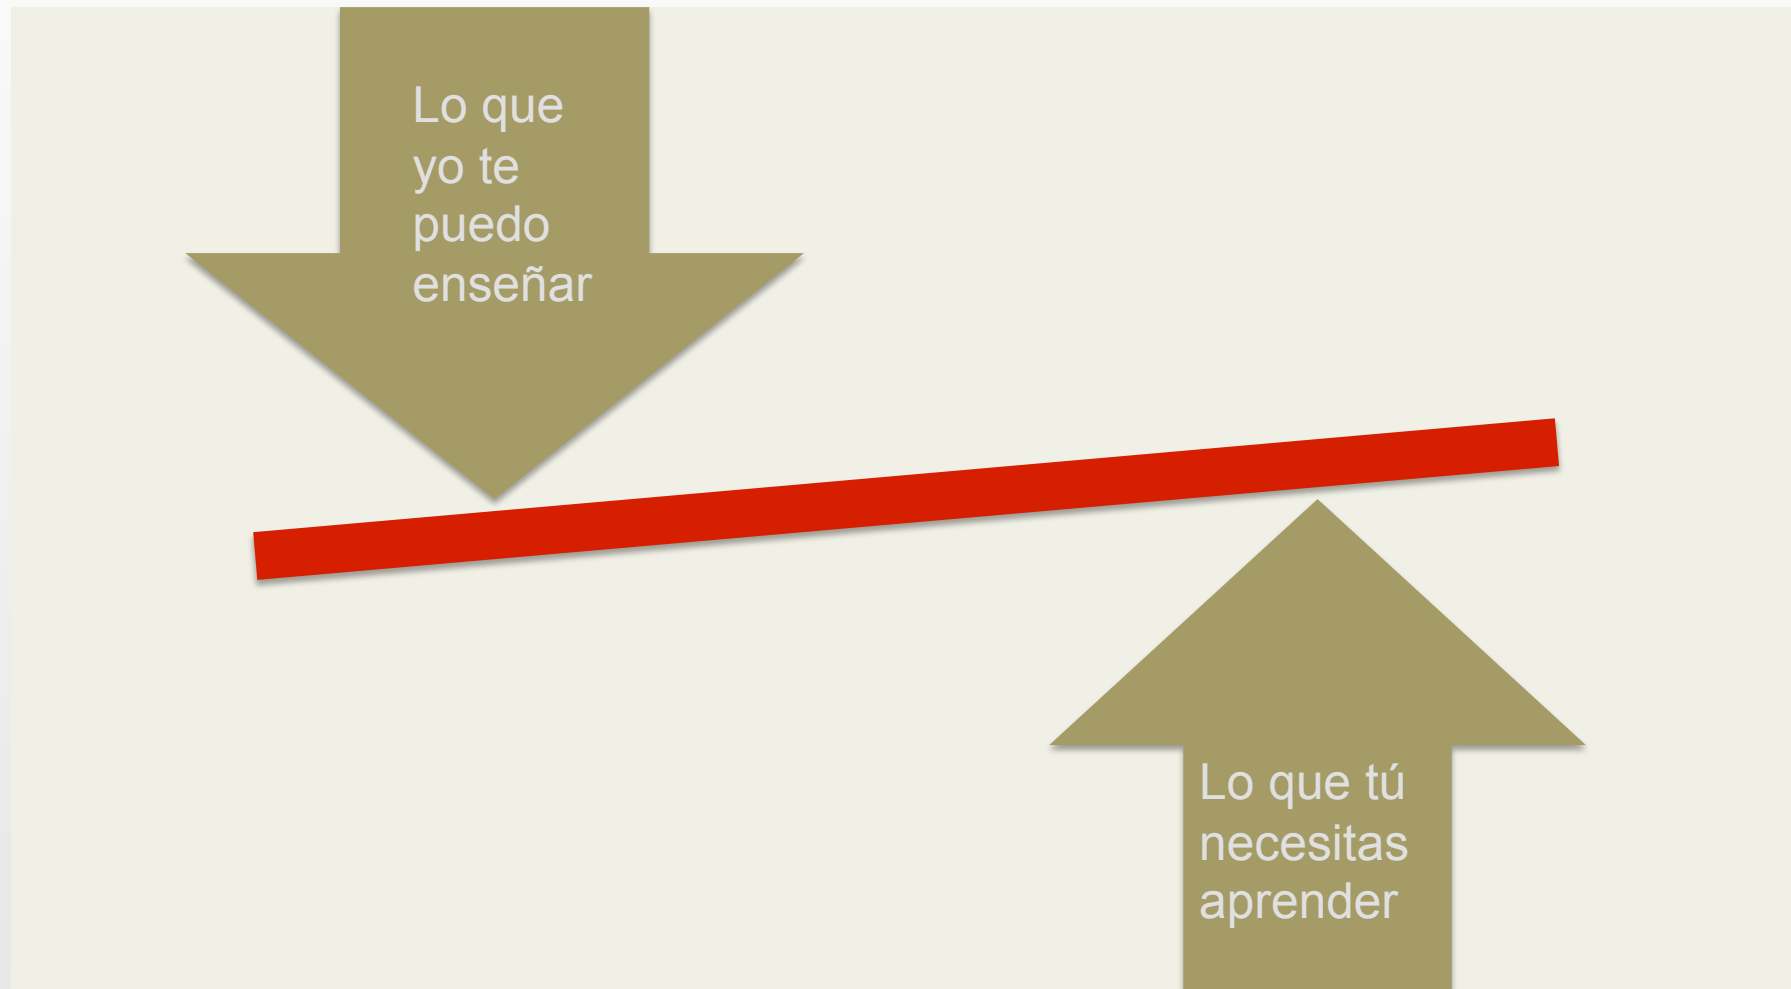 Lo que
yo te
puedo
enseñar
Lo que tú
necesitas
aprender